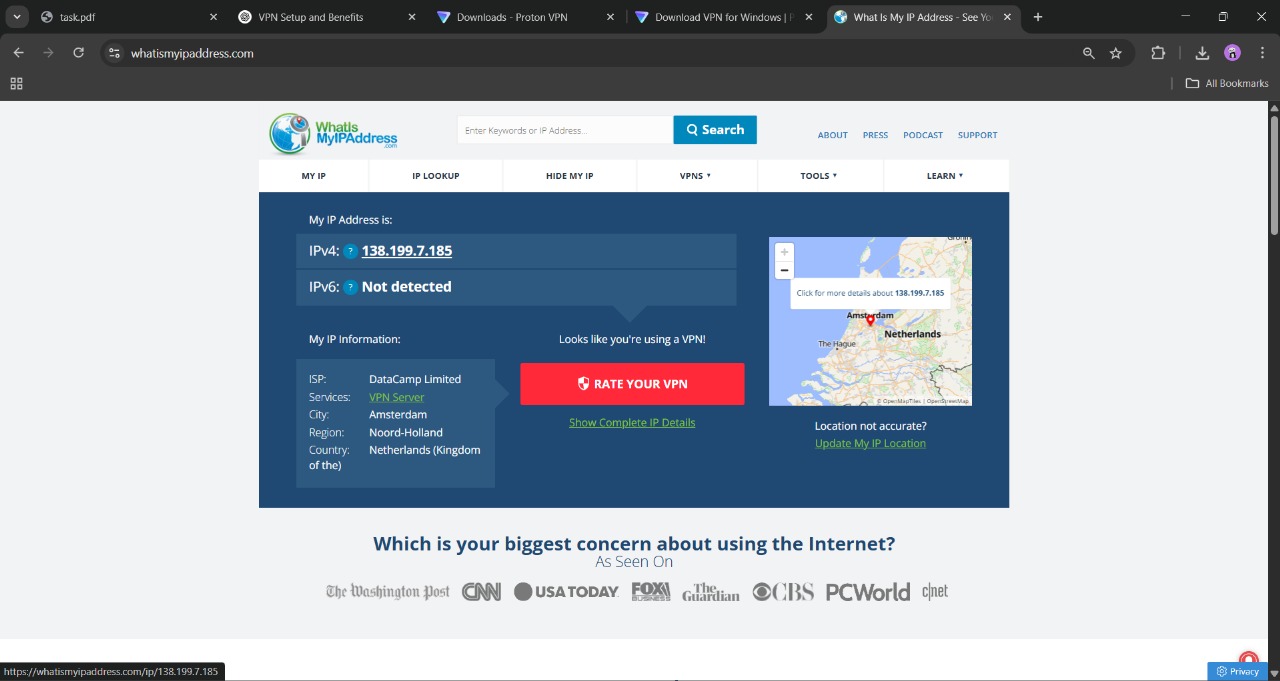 task.pdf
VPN Setup and Benefits
Downloads - Proton VPN
Download VPN for Windows |
What Is My IP Address - See Yo
whatismyipaddress.com
All Bookmarks
WhatIs
MyIPAddress
.com
Enter Keywords or IP Address...
Search
ABOUT
PRESS
PODCAST
SUPPORT
MY IP
IP LOOKUP
HIDE MY IP
VPNS
TOOLS
LEARN
My IP Address is:
IPv4: ? 138.199.7.185
IPv6: ? Not detected
My IP Information:
ISP: DataCamp Limited
Services: VPN Server
City: Amsterdam
Region: Noord-Holland
Country: Netherlands (Kingdom
of the)
Looks like you're using a VPN!
RATE YOUR VPN
Show Complete IP Details
+
−
Click for more details about 138.199.7.185
Amsterdam
Netherlands
The Hague
© OpenMapTiles | OpenStreetMap
Location not accurate?
Update My IP Location
Which is your biggest concern about using the Internet?
As Seen On
The Washington Post
CNN
USA TODAY
FOX
BUSINESS
The Guardian
CBS
PCWorld
c|net
https://whatismyipaddress.com/ip/138.199.7.185
Privacy